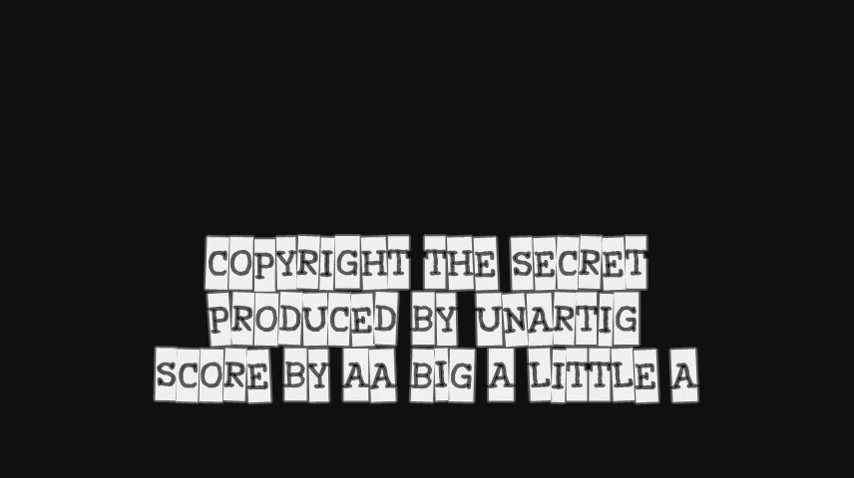 COPYRIGHT THE SECRET
PRODUCED BY UNARTIG
SCORE BY AA BIG A LITTLE A